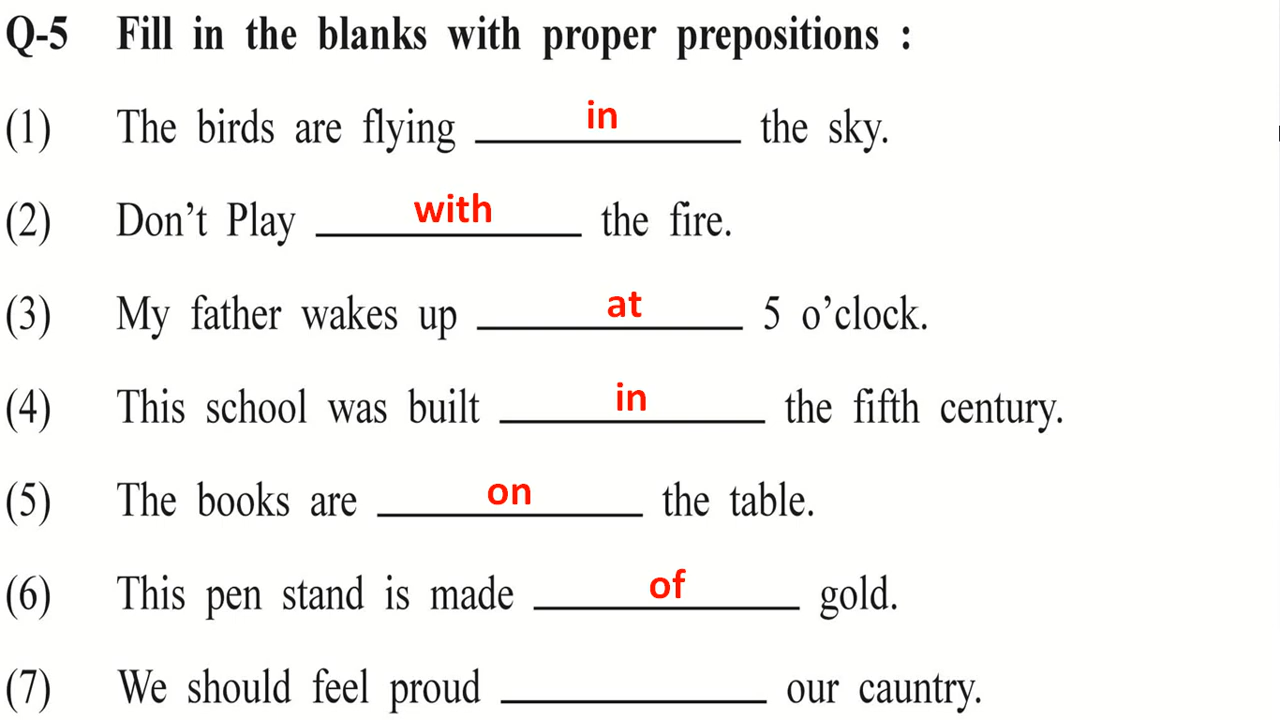 Q-5 Fill in the blanks with proper prepositions :
(1) The birds are flying in the sky.
(2) Don't Play with the fire.
(3) My father wakes up at 5 o'clock.
(4) This school was built in the fifth century.
(5) The books are on the table.
(6) This pen stand is made of gold.
(7) We should feel proud __________ our cauntry.